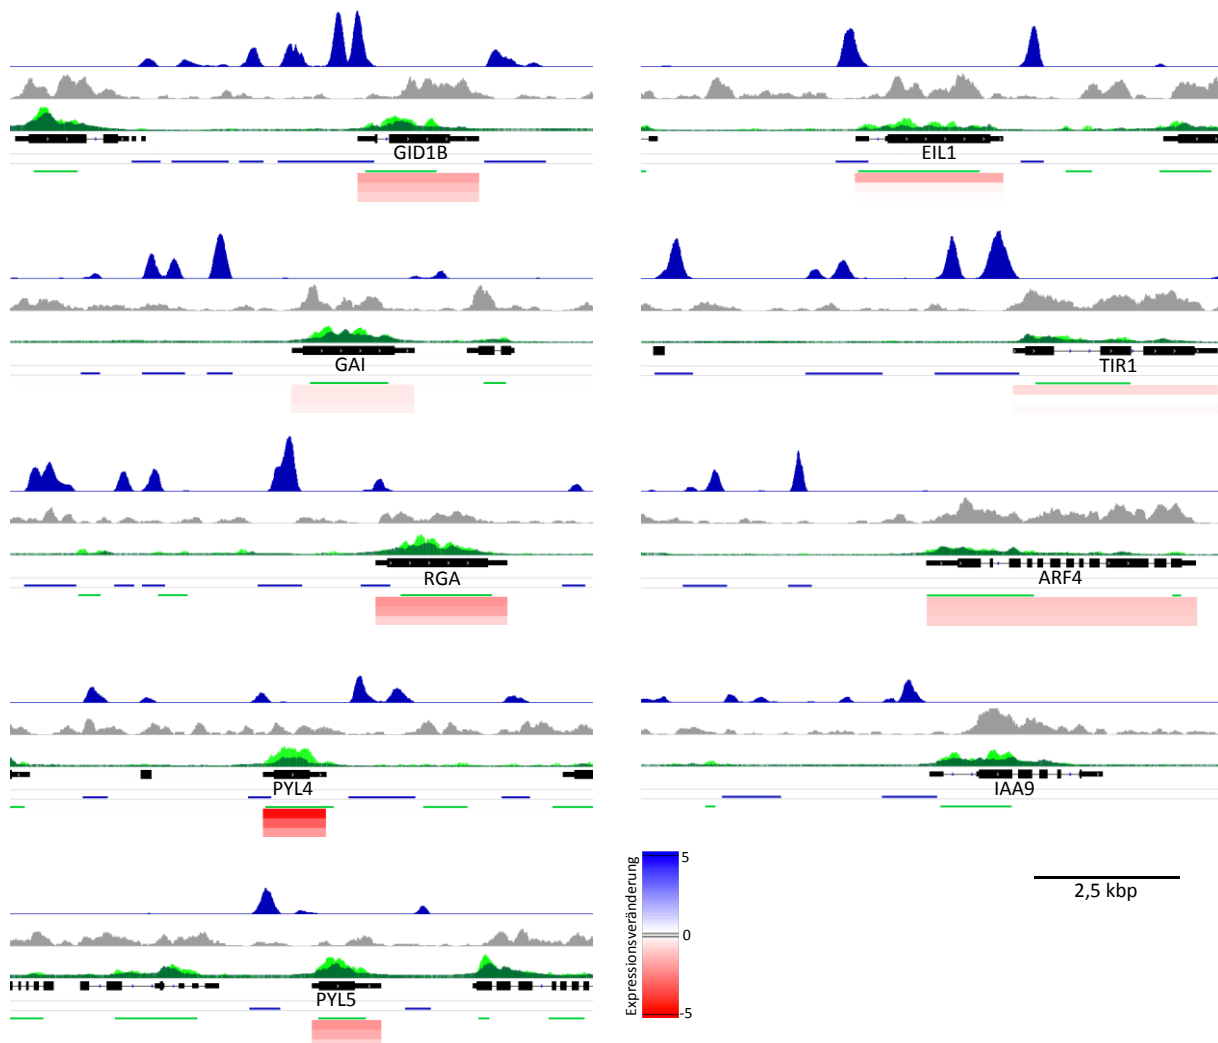 GID1B
EIL1
GAI
TIR1
RGA
ARF4
PYL4
IAA9
PYL5
Expressionsveränderung
5
0
-5
2,5 kbp